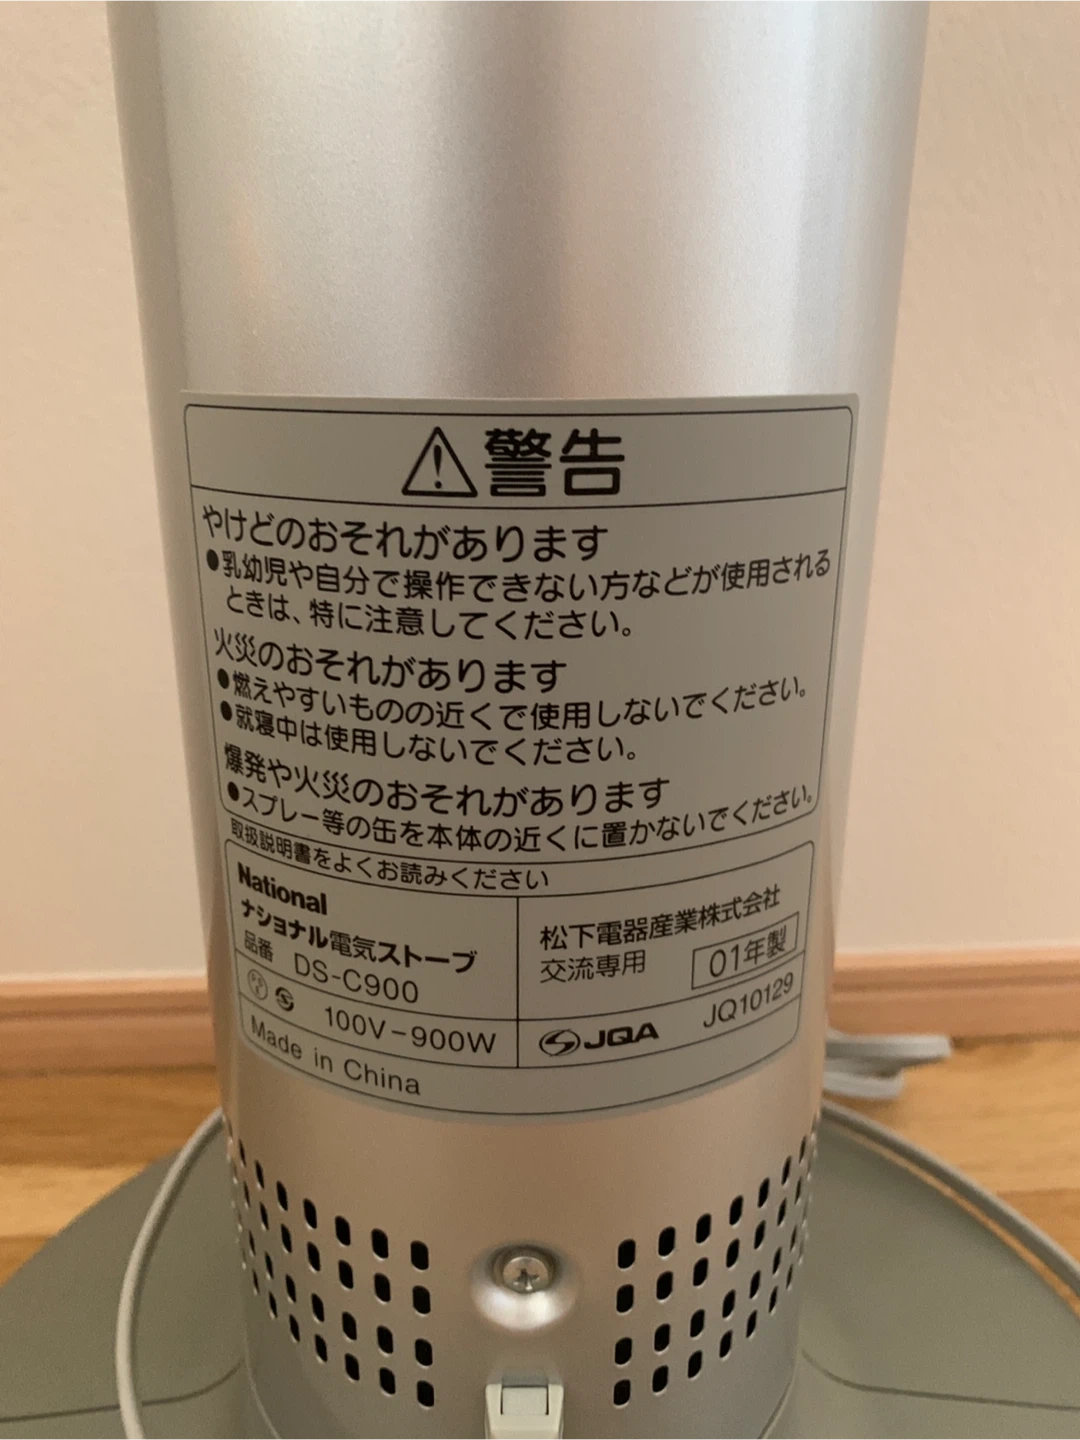 警告
やけどのおそれがあります
●乳幼児や自分で操作できない方などが使用される
ときは、特に注意してください。
火災のおそれがあります
●燃えやすいものの近くで使用しないでください。
●就寝中は使用しないでください。
爆発や火災のおそれがあります
●スプレー等の缶を本体の近くに置かないでください。
取扱説明書をよくお読みください
National
ナショナル電気ストーブ
品番 DS-C900
100V-900W
Made in China
松下電器産業株式会社
交流専用 01年製
JQA JQ10129